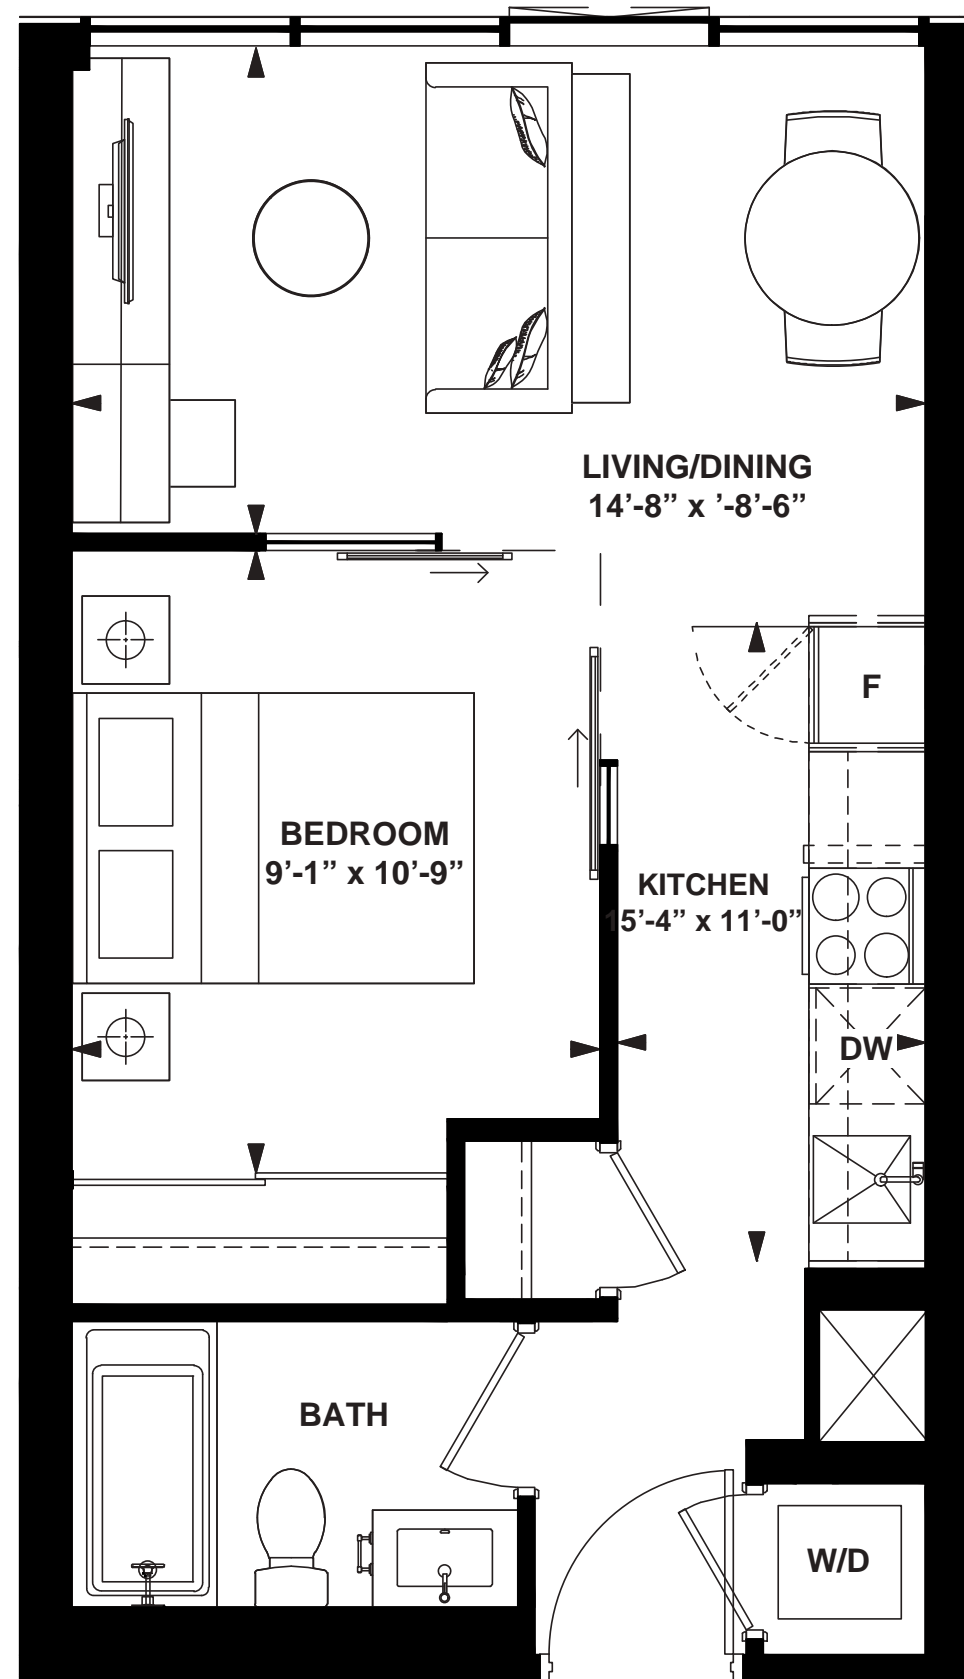 LIVING/DINING
14’-8” x ’-8’-6”
F
BEDROOM
9’-1” x 10’-9”
KITCHEN
15’-4” x 11’-0”
DW
BATH
W/D